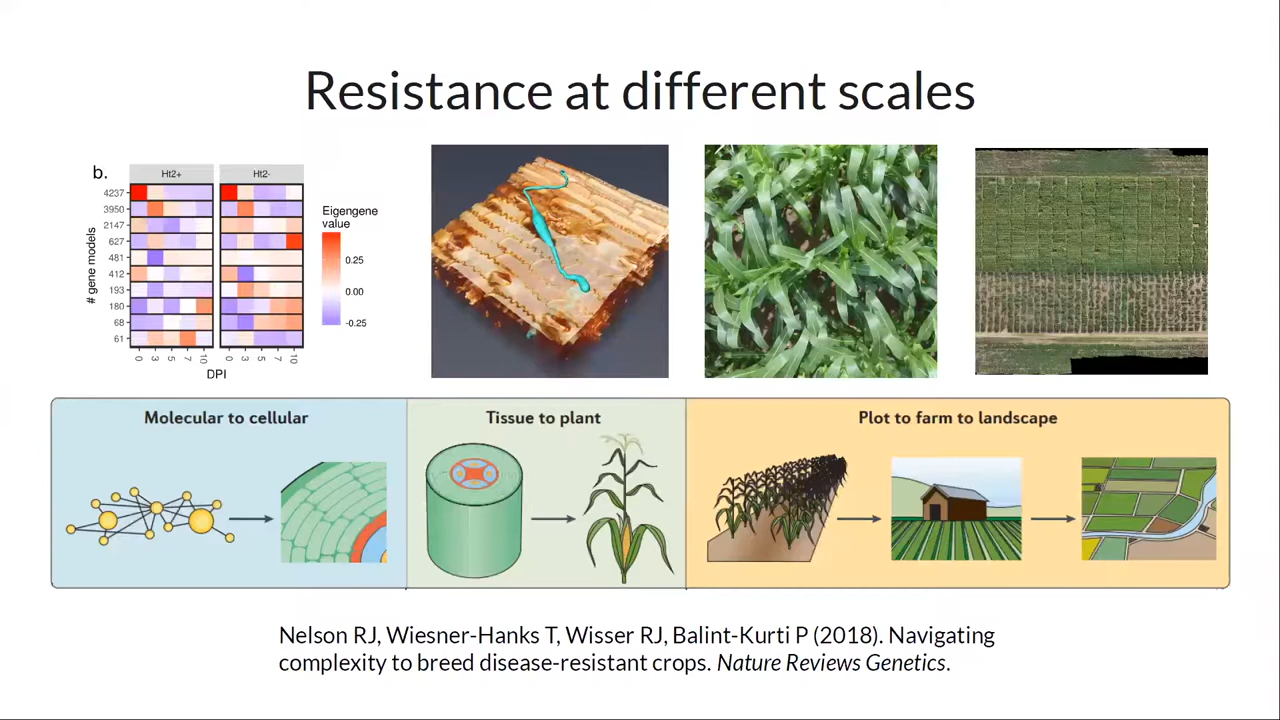 Resistance at different scales
b.
Ht2+
Ht2-
4237
3950
2147
627
481
412
193
180
68
61
# gene models
0
3
5
7
10
0
3
5
7
10
DPI
Eigengene
value
0.25
0.00
-0.25
Molecular to cellular
Tissue to plant
Plot to farm to landscape
Nelson RJ, Wiesner-Hanks T, Wisser RJ, Balint-Kurti P (2018). Navigating
complexity to breed disease-resistant crops. Nature Reviews Genetics.